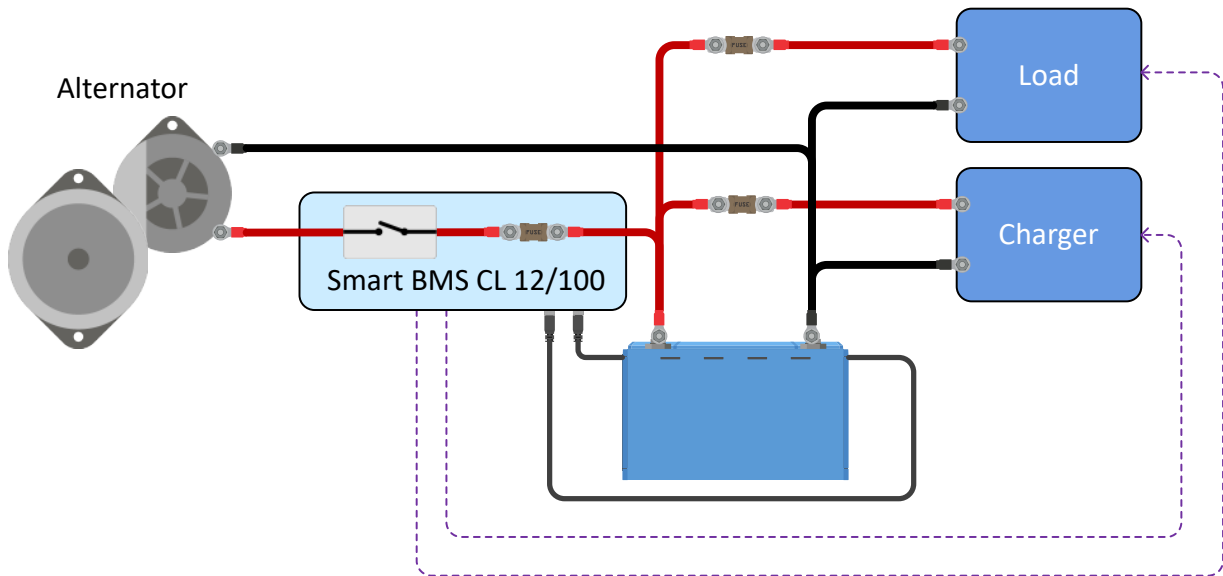 Alternator
FUSE
Load
FUSE
Charger
FUSE
Smart BMS CL 12/100